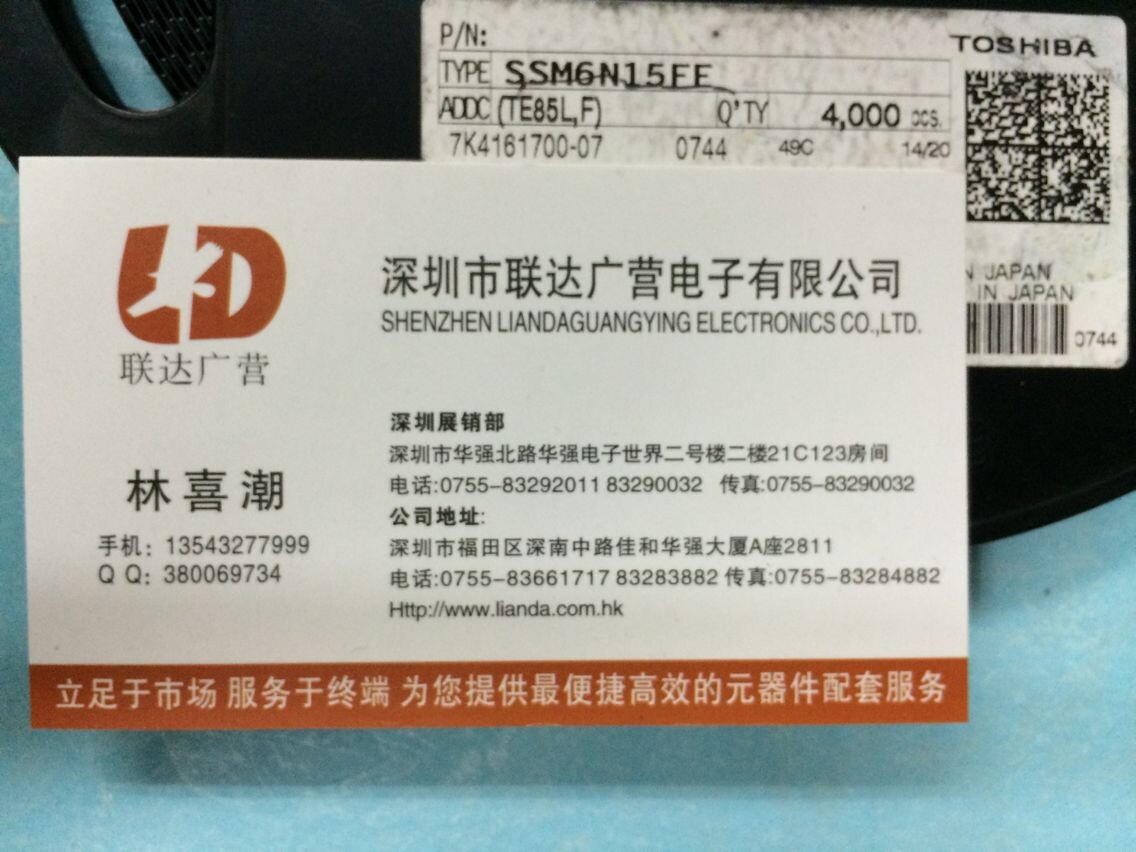 P/N:
TOSHIBA
TYPE SSM6N15FE
ADDC (TE85L,F) Q'TY 4,000 PCS.
7K4161700-07 0744 49C 14/20
JAPAN
IN JAPAN
0744
LD
联达广营
深圳市联达广营电子有限公司
SHENZHEN LIANDAGUANGYING ELECTRONICS CO.,LTD.
林喜潮
手机：13543277999
Q Q：380069734
深圳展销部
深圳市华强北路华强电子世界二号楼二楼21C123房间
电话:0755-83292011 83290032 传真:0755-83290032
公司地址:
深圳市福田区深南中路佳和华强大厦A座2811
电话:0755-83661717 83283882 传真:0755-83284882
Http://www.lianda.com.hk
立足于市场 服务于终端 为您提供最便捷高效的元器件配套服务